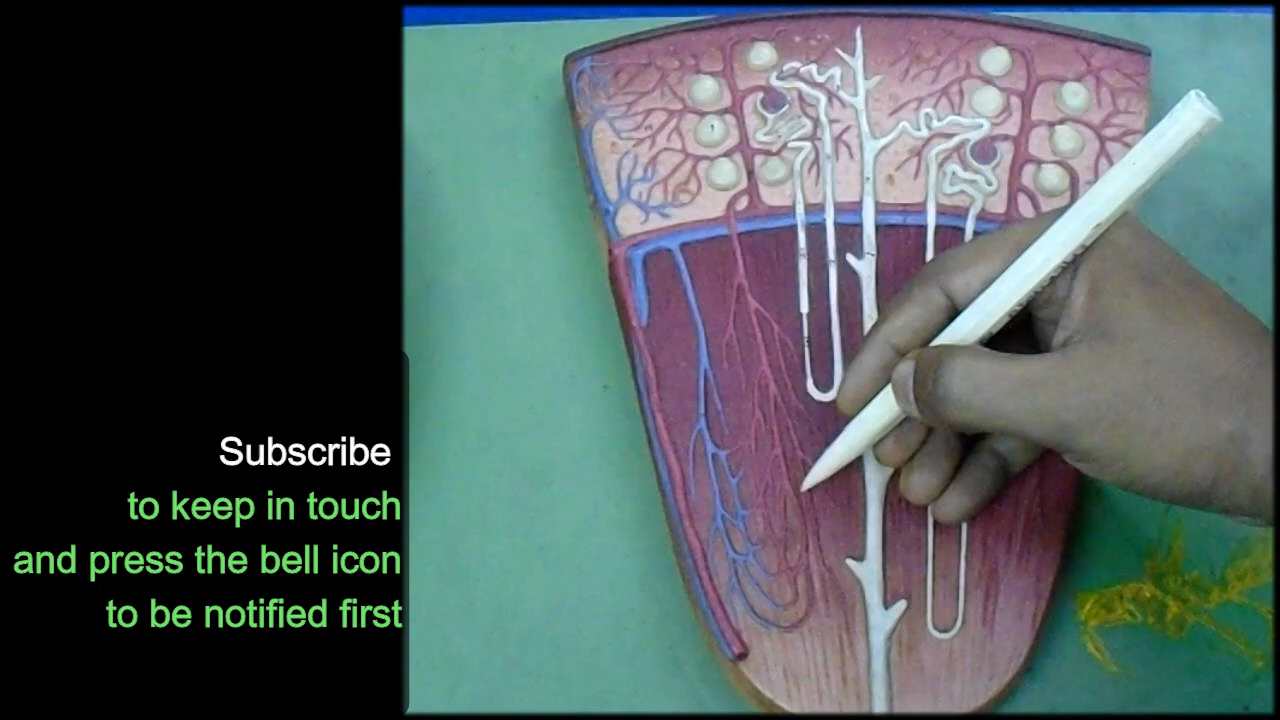 Subscribe
to keep in touch
and press the bell icon
to be notified first